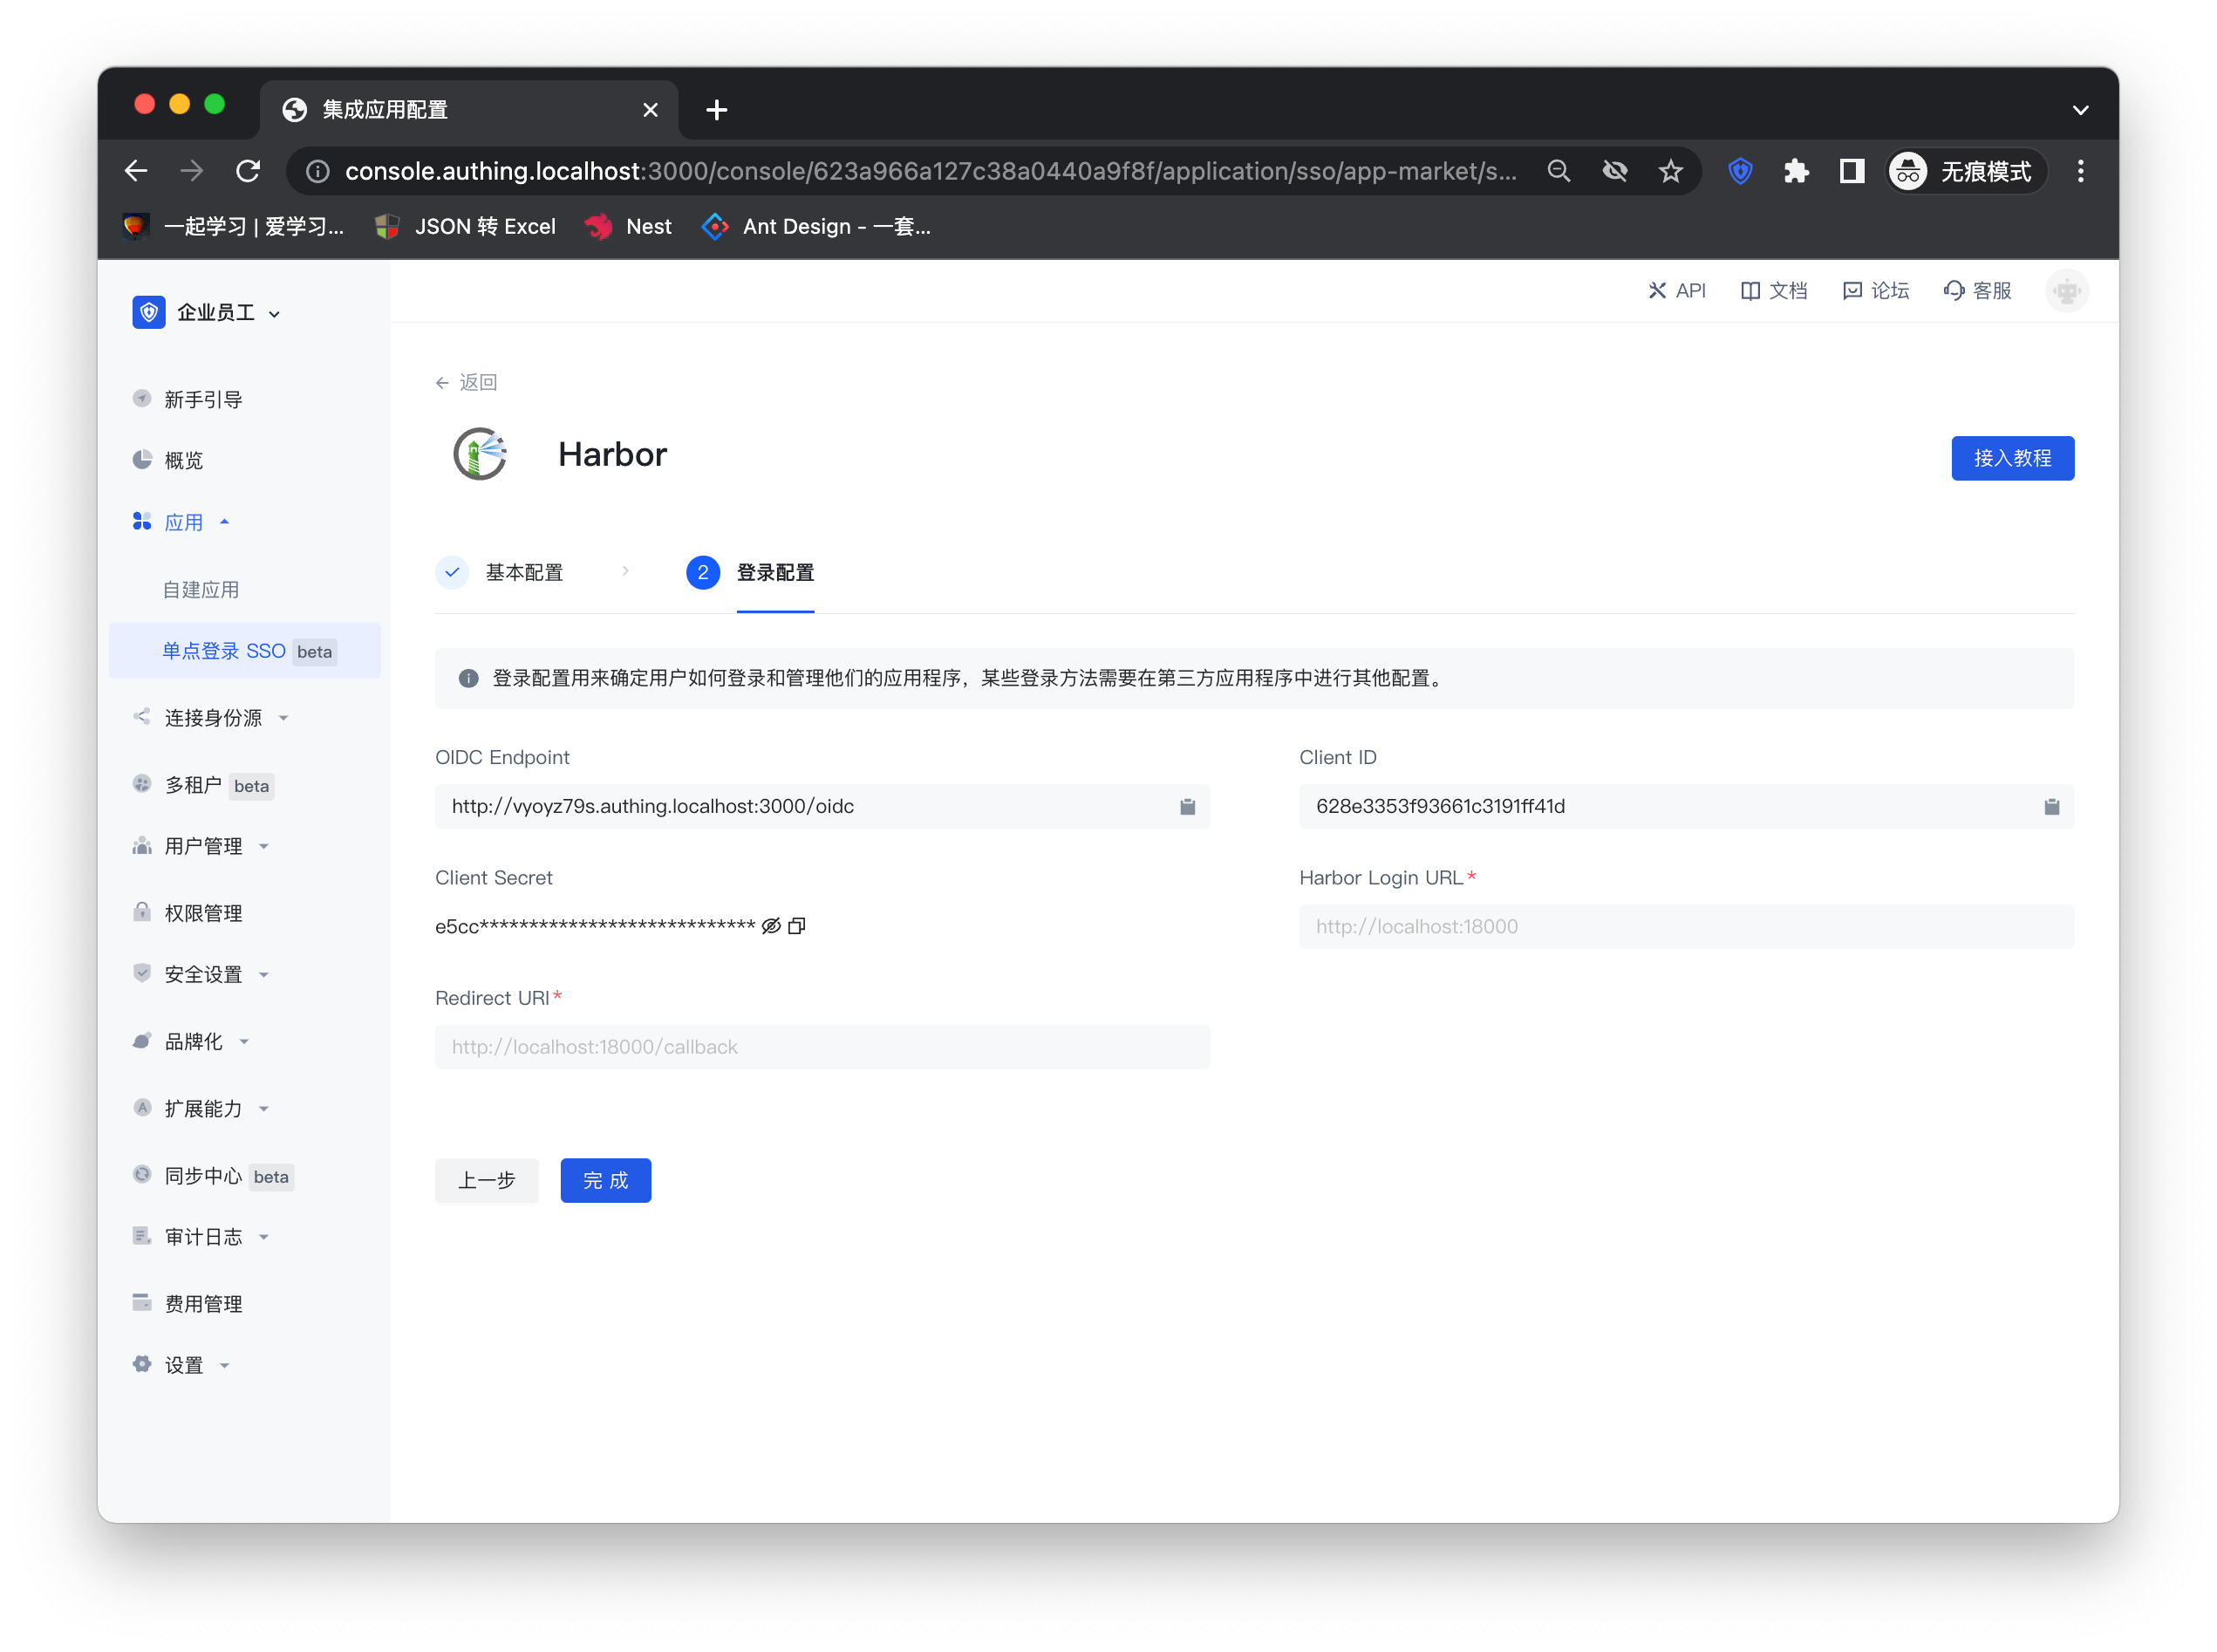 集成应用配置
console.authing.localhost:3000/console/623a966a127c38a0440a9f8f/application/sso/app-market/s...
无痕模式
一起学习 | 爱学习...
JSON 转 Excel
Nest
Ant Design - 一套...
企业员工
API
文档
论坛
客服
新手引导
概览
应用
自建应用
单点登录 SSO beta
连接身份源
多租户 beta
用户管理
权限管理
安全设置
品牌化
扩展能力
同步中心 beta
审计日志
费用管理
设置
返回
Harbor
接入教程
基本配置
2 登录配置
登录配置用来确定用户如何登录和管理他们的应用程序，某些登录方法需要在第三方应用程序中进行其他配置。
OIDC Endpoint
http://vyoyz79s.authing.localhost:3000/oidc
Client ID
628e3353f93661c3191ff41d
Client Secret
e5cc****************************
Harbor Login URL*
http://localhost:18000
Redirect URI*
http://localhost:18000/callback
上一步
完成